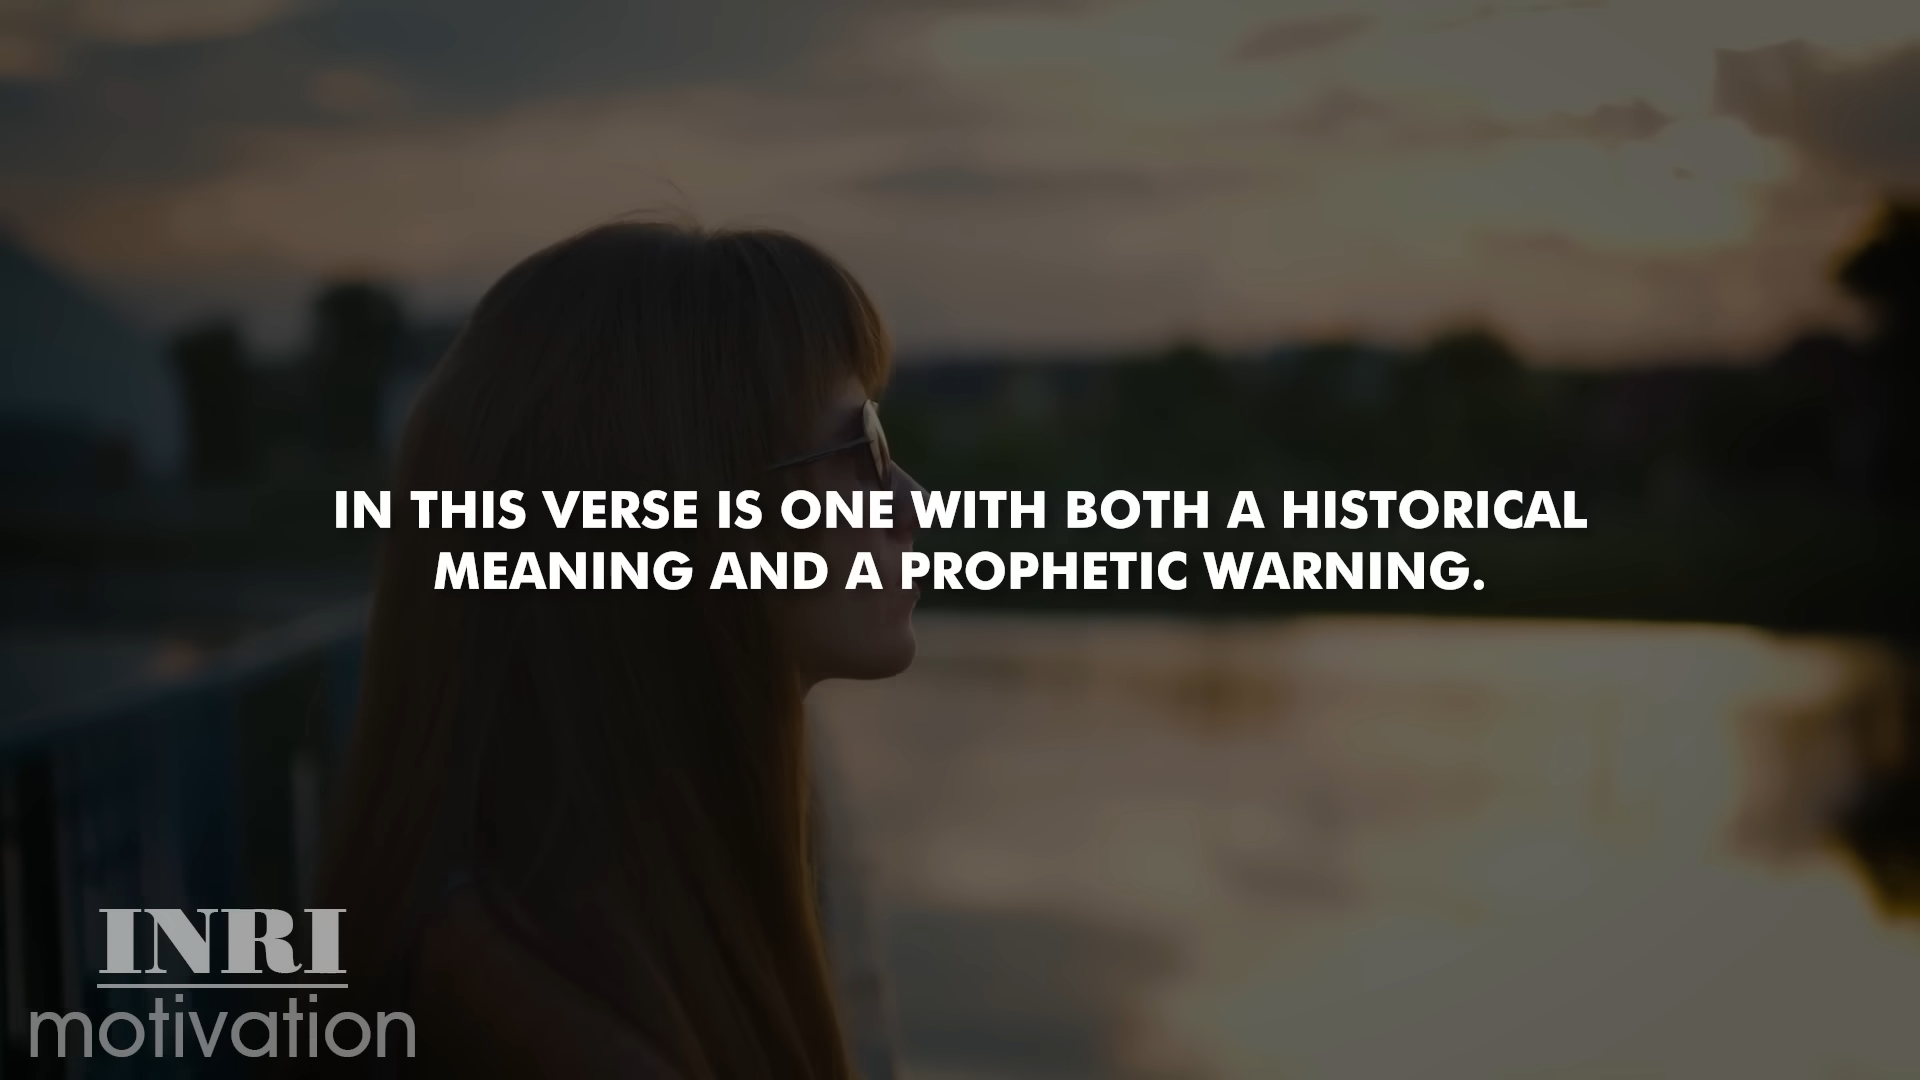 IN THIS VERSE IS ONE WITH BOTH A HISTORICAL
MEANING AND A PROPHETIC WARNING.
INRI
motivation